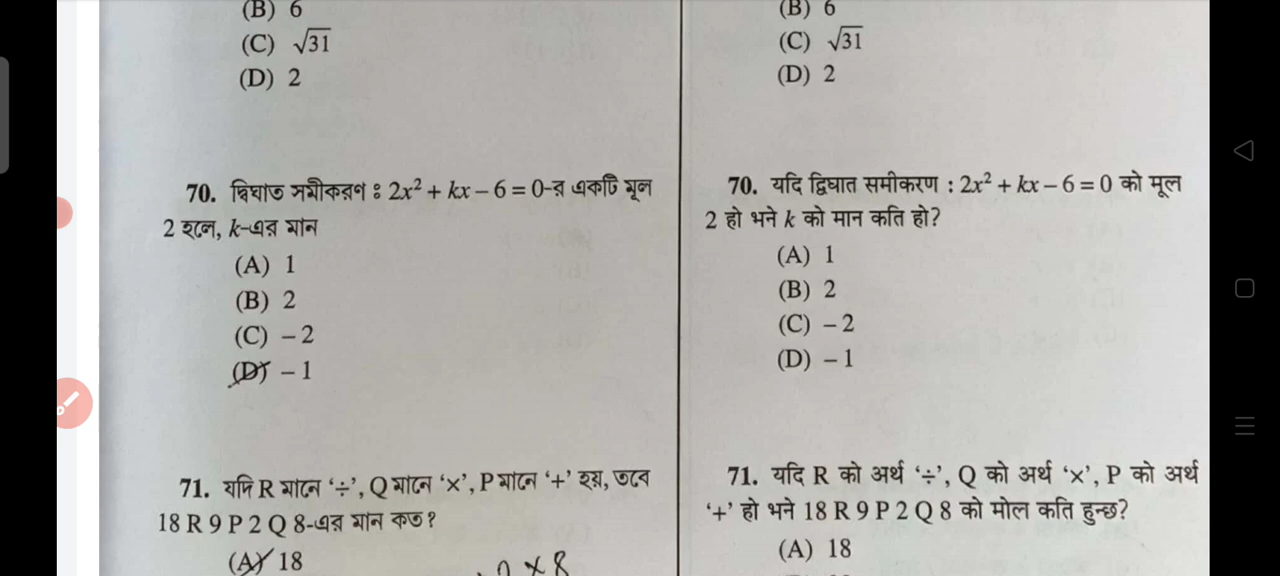 (B) 6
(C) √31
(D) 2
70. দ্বিঘাত সমীকরণ : 2x² + kx – 6 = 0-র একটি মূল
2 হলে, k-এর মান
(A) 1
(B) 2
(C) – 2
(D) – 1
71. যদি R মানে ‘÷’, Q মানে ‘×’, P মানে ‘+’ হয়, তবে
18 R 9 P 2 Q 8-এর মান কত?
(A) 18
2 × 8
(B) 6
(C) √31
(D) 2
70. यदि द्विघात समीकरण : 2x² + kx – 6 = 0 को मूल
2 हो भने k को मान कति हो?
(A) 1
(B) 2
(C) – 2
(D) – 1
71. यदि R को अर्थ ‘÷’, Q को अर्थ ‘×’, P को अर्थ
‘+’ हो भने 18 R 9 P 2 Q 8 को मोल कति हुन्छ?
(A) 18